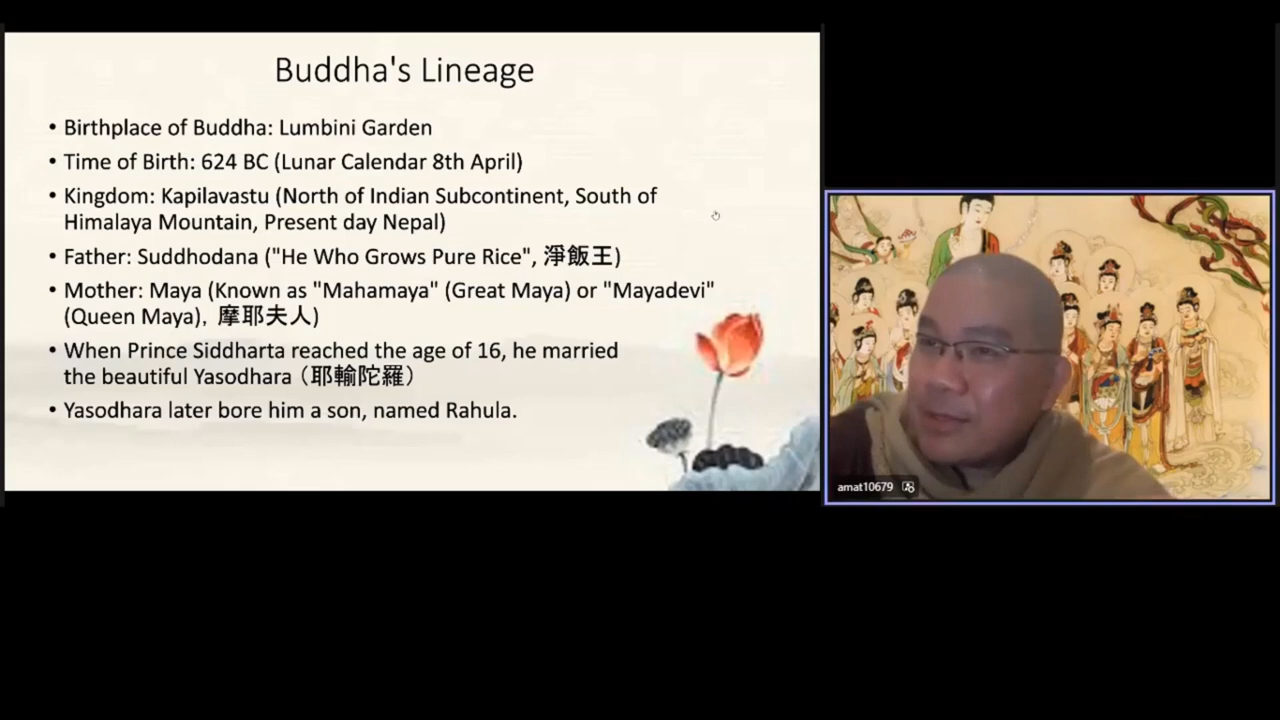 Buddha's Lineage
• Birthplace of Buddha: Lumbini Garden
• Time of Birth: 624 BC (Lunar Calendar 8th April)
• Kingdom: Kapilavastu (North of Indian Subcontinent, South of
Himalaya Mountain, Present day Nepal)
• Father: Suddhodana ("He Who Grows Pure Rice", 淨飯王)
• Mother: Maya (Known as "Mahamaya" (Great Maya) or "Mayadevi"
(Queen Maya), 摩耶夫人)
• When Prince Siddharta reached the age of 16, he married
the beautiful Yasodhara（耶輸陀羅）
• Yasodhara later bore him a son, named Rahula.
amat10679